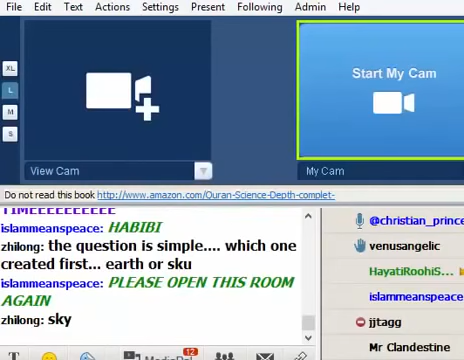 File Edit Text Actions Settings Present Following Admin Help
XL
L
M
S
Start My Cam
View Cam
My Cam
Do not read this book http://www.amazon.com/Quran-Science-Depth-complet-
TIMEEEEEEEEEE
islammeanspeace: HABIBI
zhilong: the question is simple.... which one
created first... earth or sku
islammeanspeace: PLEASE OPEN THIS ROOM
AGAIN
zhilong: sky
@christian_prince
venusangelic
HayatiRoohiS...
islammeanspeace
jjtagg
Mr Clandestine
12